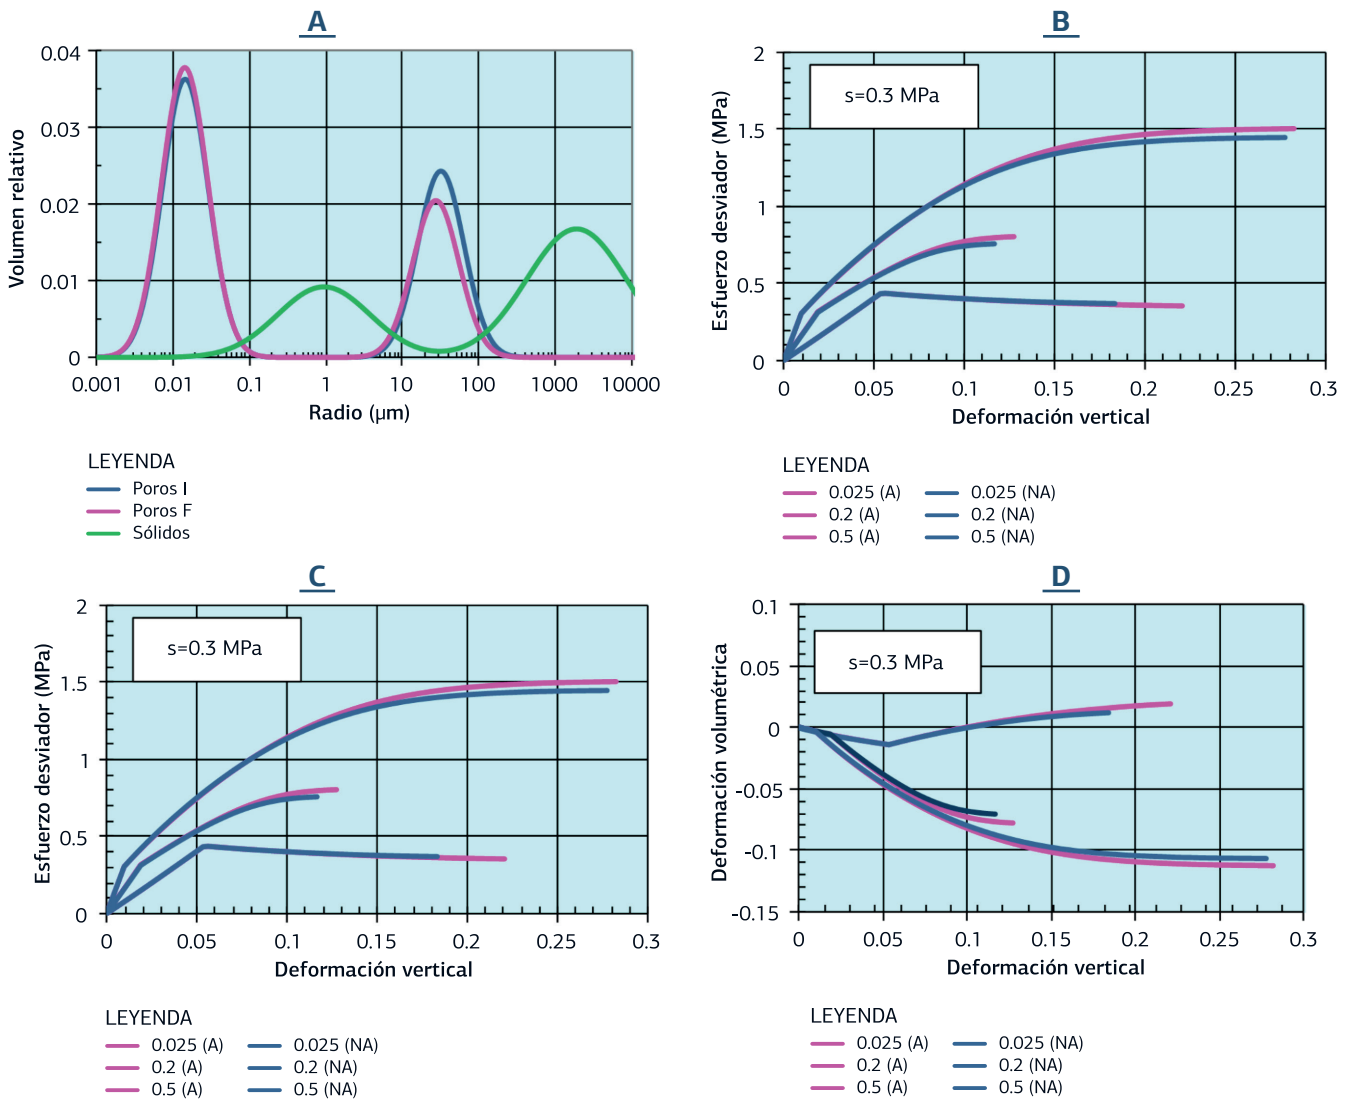 A
Volumen relativo
0.04
0.03
0.02
0.01
0
0.001 0.01 0.1 1 10 100 1000 10000
Radio (µm)
LEYENDA
Poros I
Poros F
Sólidos
B
Esfuerzo desviador (MPa)
s=0.3 MPa
2
1.5
1
0.5
0
0 0.05 0.1 0.15 0.2 0.25 0.3
Deformación vertical
LEYENDA
0.025 (A) 0.025 (NA)
0.2 (A) 0.2 (NA)
0.5 (A) 0.5 (NA)
C
Esfuerzo desviador (MPa)
s=0.3 MPa
2
1.5
1
0.5
0
0 0.05 0.1 0.15 0.2 0.25 0.3
Deformación vertical
LEYENDA
0.025 (A) 0.025 (NA)
0.2 (A) 0.2 (NA)
0.5 (A) 0.5 (NA)
D
Deformación volumétrica
s=0.3 MPa
0.1
0.05
0
-0.05
-0.1
-0.15
0 0.05 0.1 0.15 0.2 0.25 0.3
Deformación vertical
LEYENDA
0.025 (A) 0.025 (NA)
0.2 (A) 0.2 (NA)
0.5 (A) 0.5 (NA)